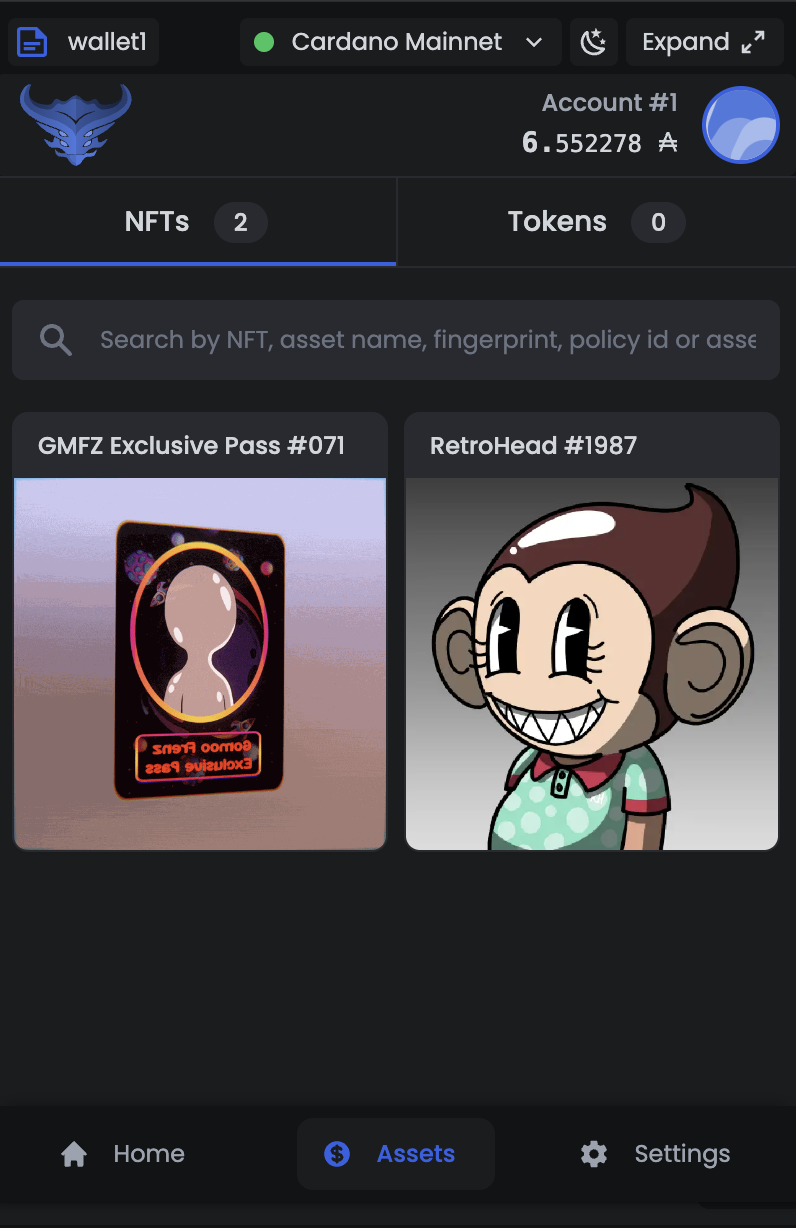 wallet1
Cardano Mainnet
Expand
Account #1
6.552278 ₳
NFTs 2
Tokens 0
Search by NFT, asset name, fingerprint, policy id or asse
GMFZ Exclusive Pass #071
RetroHead #1987
Gomoo Frenz
Exclusive Pass
Home
Assets
Settings